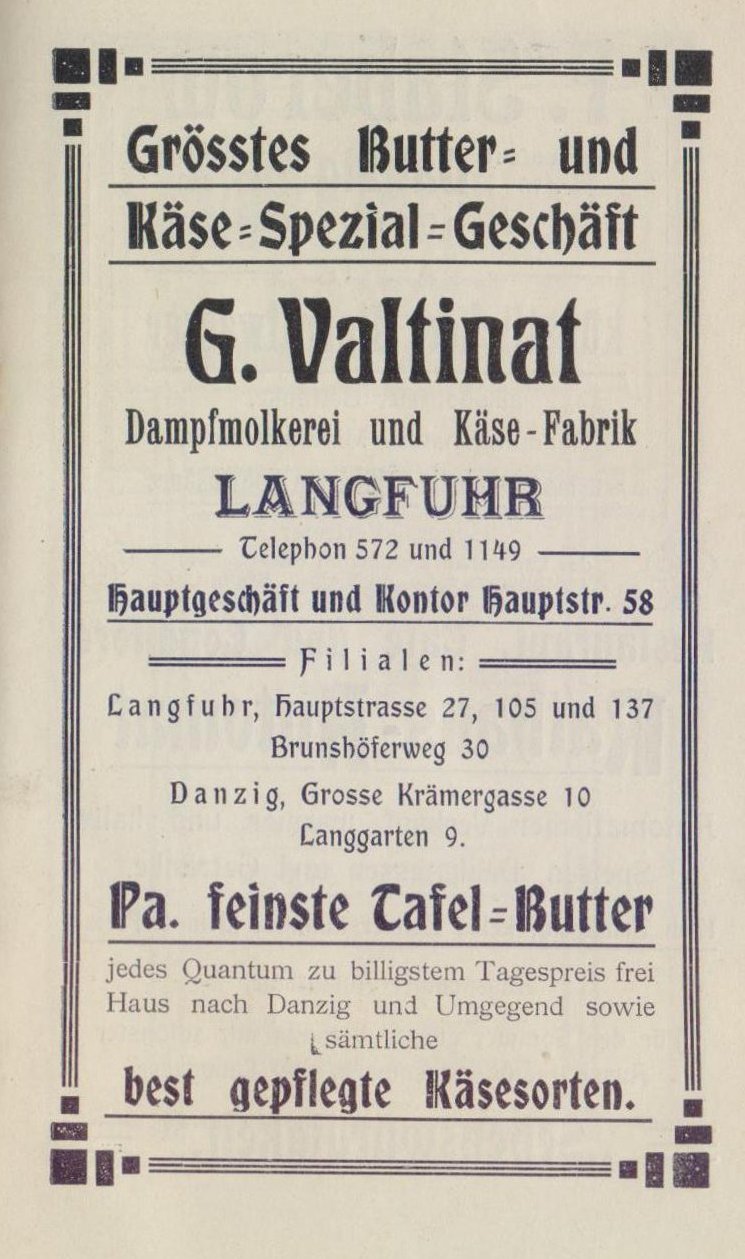 Grösstes Butter- und
Käse-Spezial-Geschäft
G. Valtinat
Dampfmolkerei und Käse-Fabrik
LANGFUHR
Telephon 572 und 1149
Hauptgeschäft und Kontor Hauptstr. 58
Filialen:
Langfuhr, Hauptstrasse 27, 105 und 137
Brunshöferweg 30
Danzig, Grosse Krämergasse 10
Langgarten 9.
Pa. feinste Tafel-Butter
jedes Quantum zu billigstem Tagespreis frei
Haus nach Danzig und Umgegend sowie
sämtliche
best gepflegte Käsesorten.